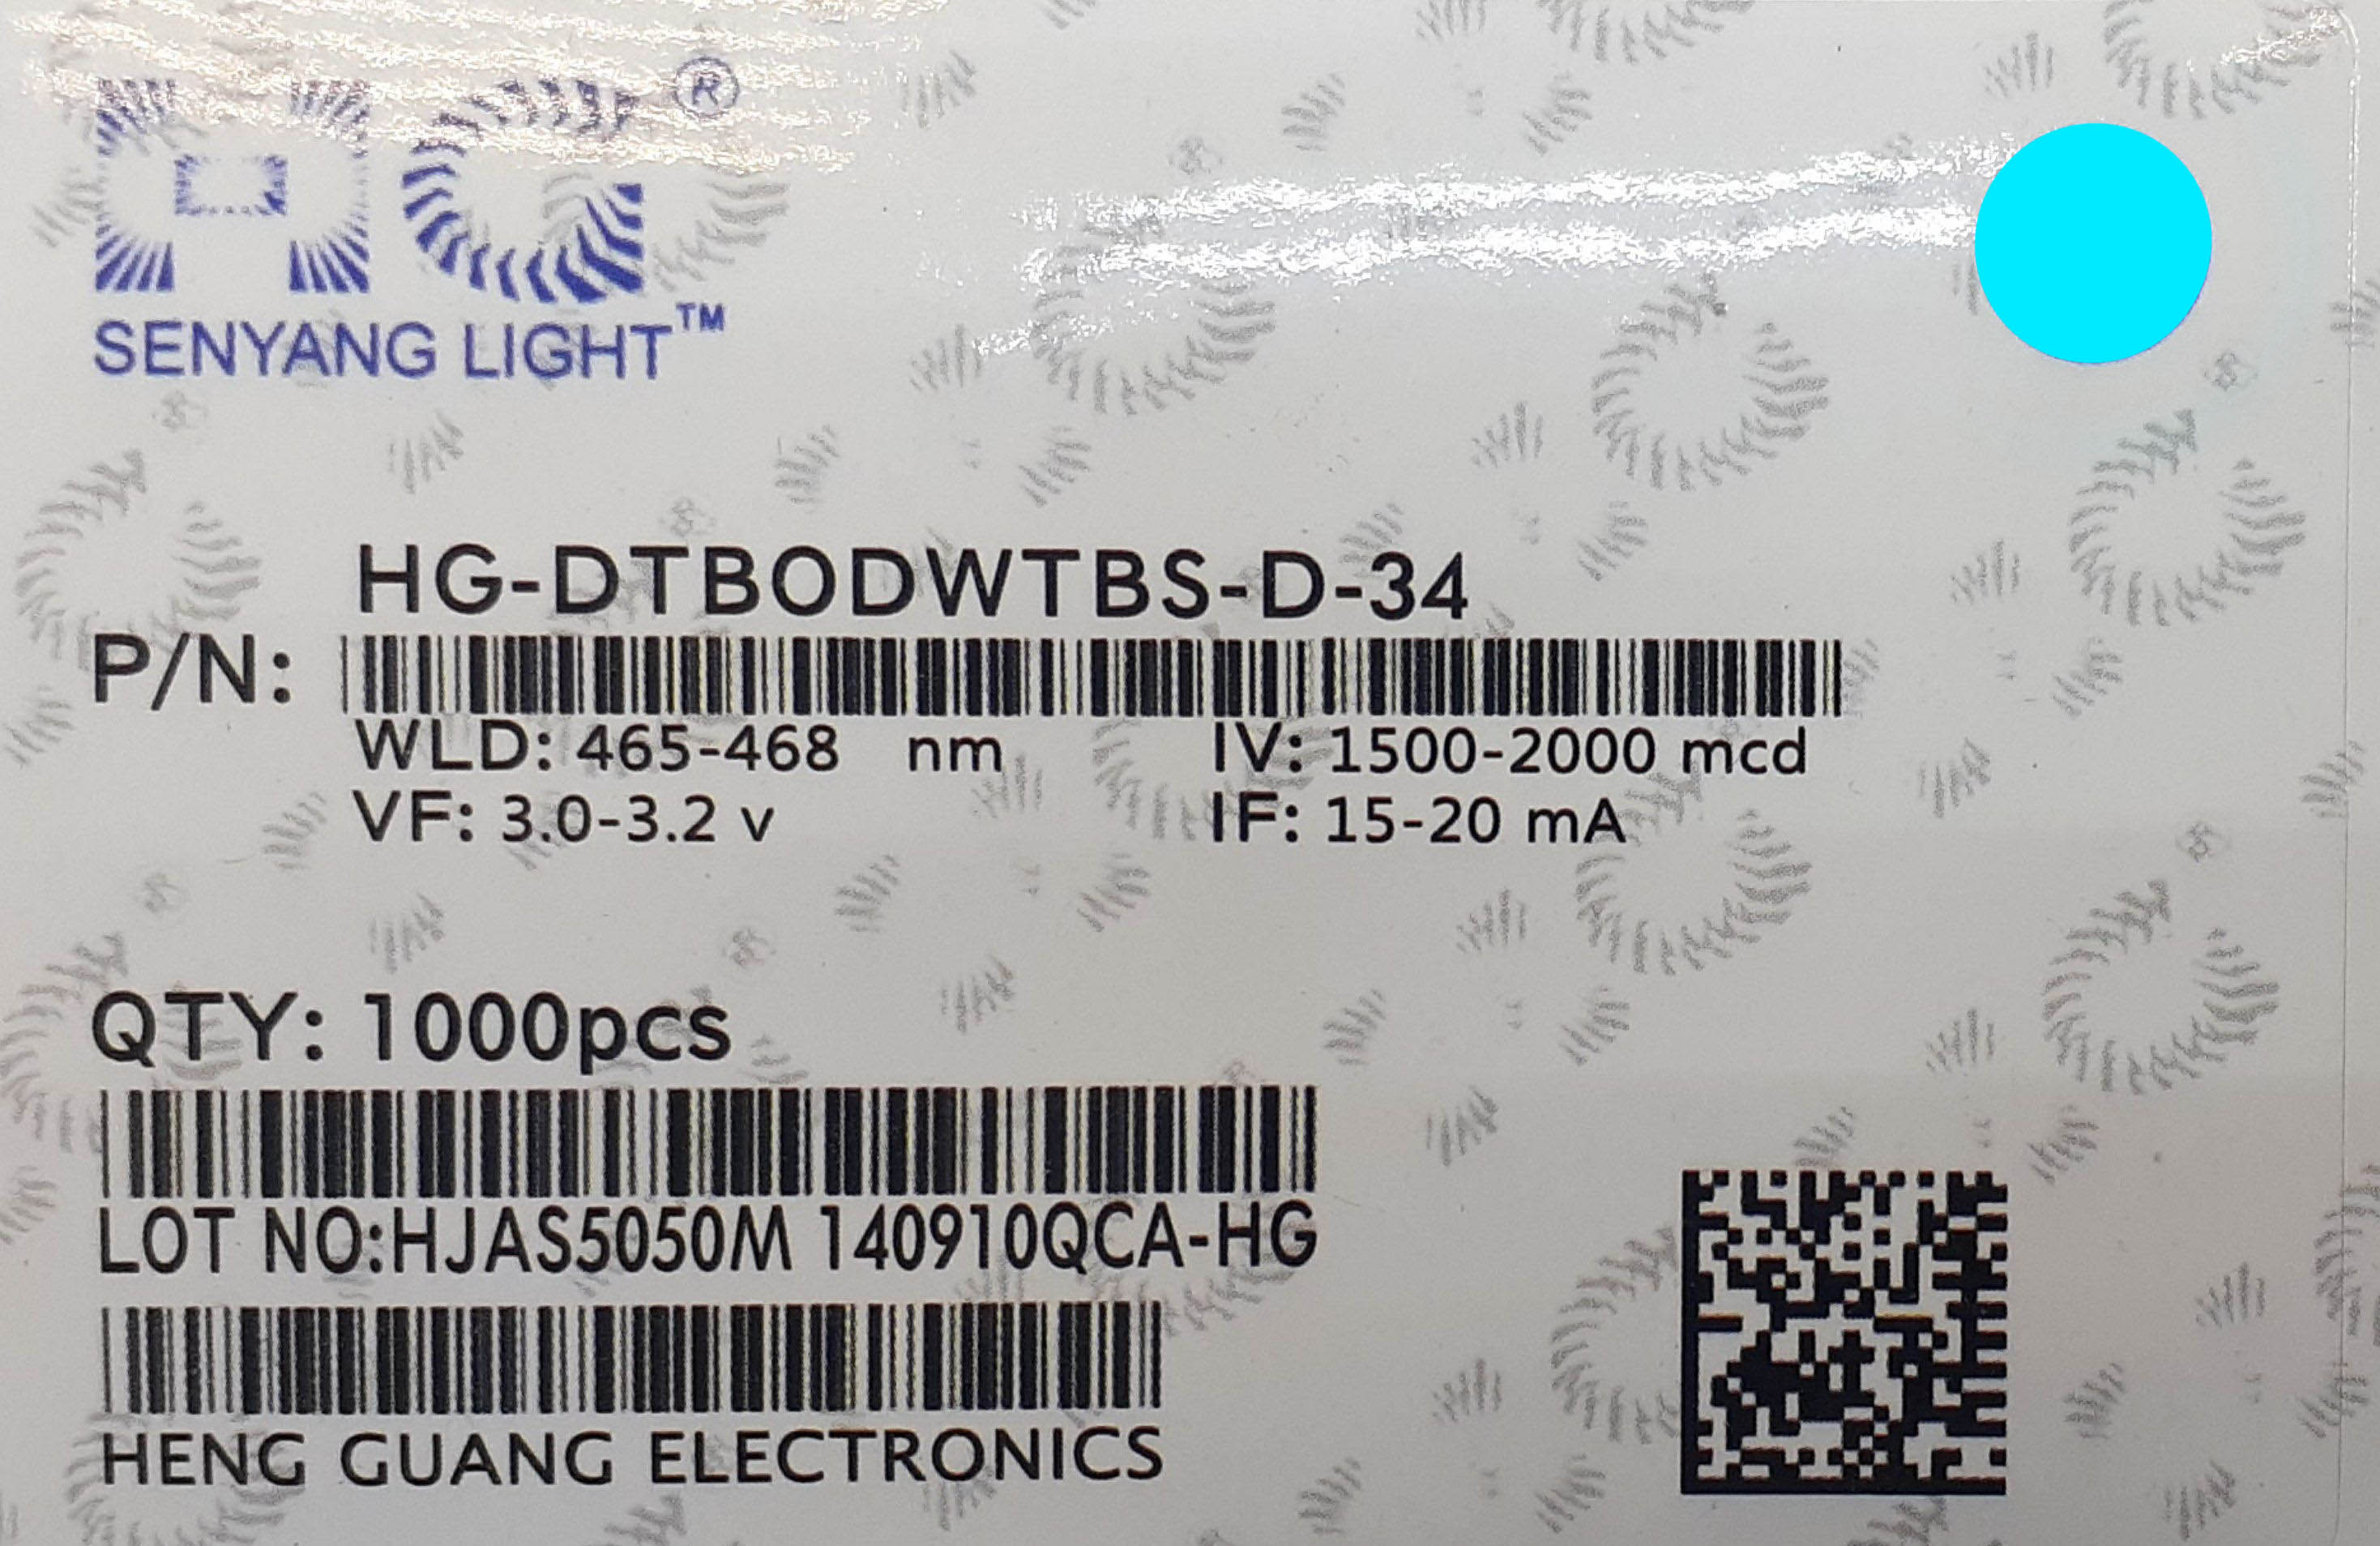 HG®
SENYANG LIGHT™
HG-DTBODWTBS-D-34
P/N:
WLD: 465-468 nm IV: 1500-2000 mcd
VF: 3.0-3.2 v IF: 15-20 mA
QTY: 1000pcs
LOT NO:HJAS5050M 140910QCA-HG
HENG GUANG ELECTRONICS